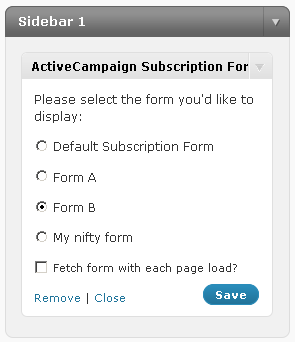 Sidebar 1
ActiveCampaign Subscription For
Please select the form you'd like to
display:
Default Subscription Form
Form A
Form B
My nifty form
Fetch form with each page load?
Remove | Close
Save